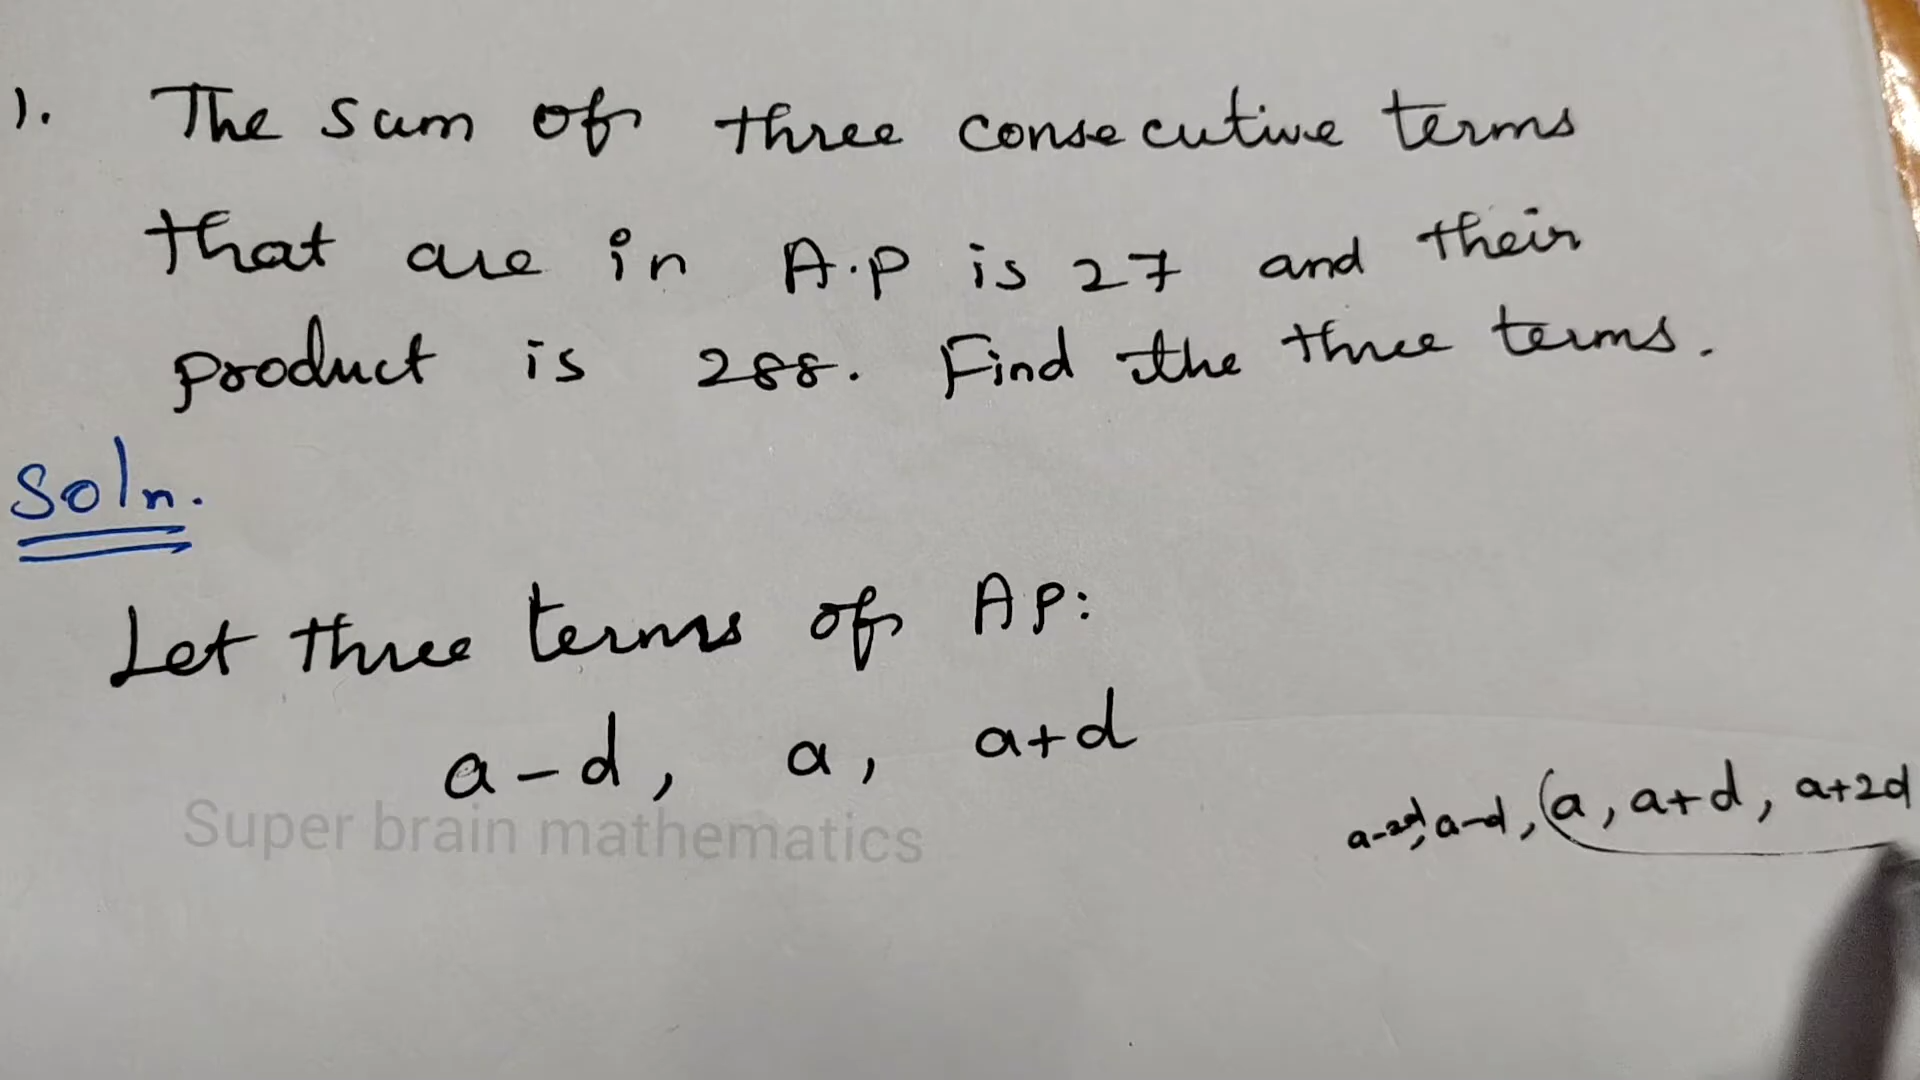 1. The sum of three consecutive terms
that are in A.P is 27 and their
product is 288. Find the three terms.
Soln.
Let three terms of AP:
a-d, a, a+d
a-2d, a-d, (a, a+d, a+2d
Super brain mathematics